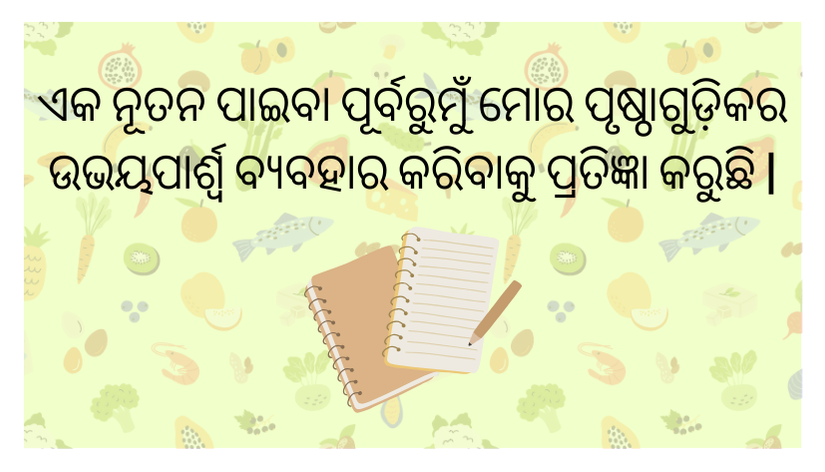 ଏକ ନୂତନ ପାଇବା ପୂର୍ବରୁମୁଁ ମୋର ପୃଷ୍ଠାଗୁଡ଼ିକର
ଉଭୟପାର୍ଶ୍ୱ ବ୍ୟବହାର କରିବାକୁ ପ୍ରତିଜ୍ଞା କରୁଛି |